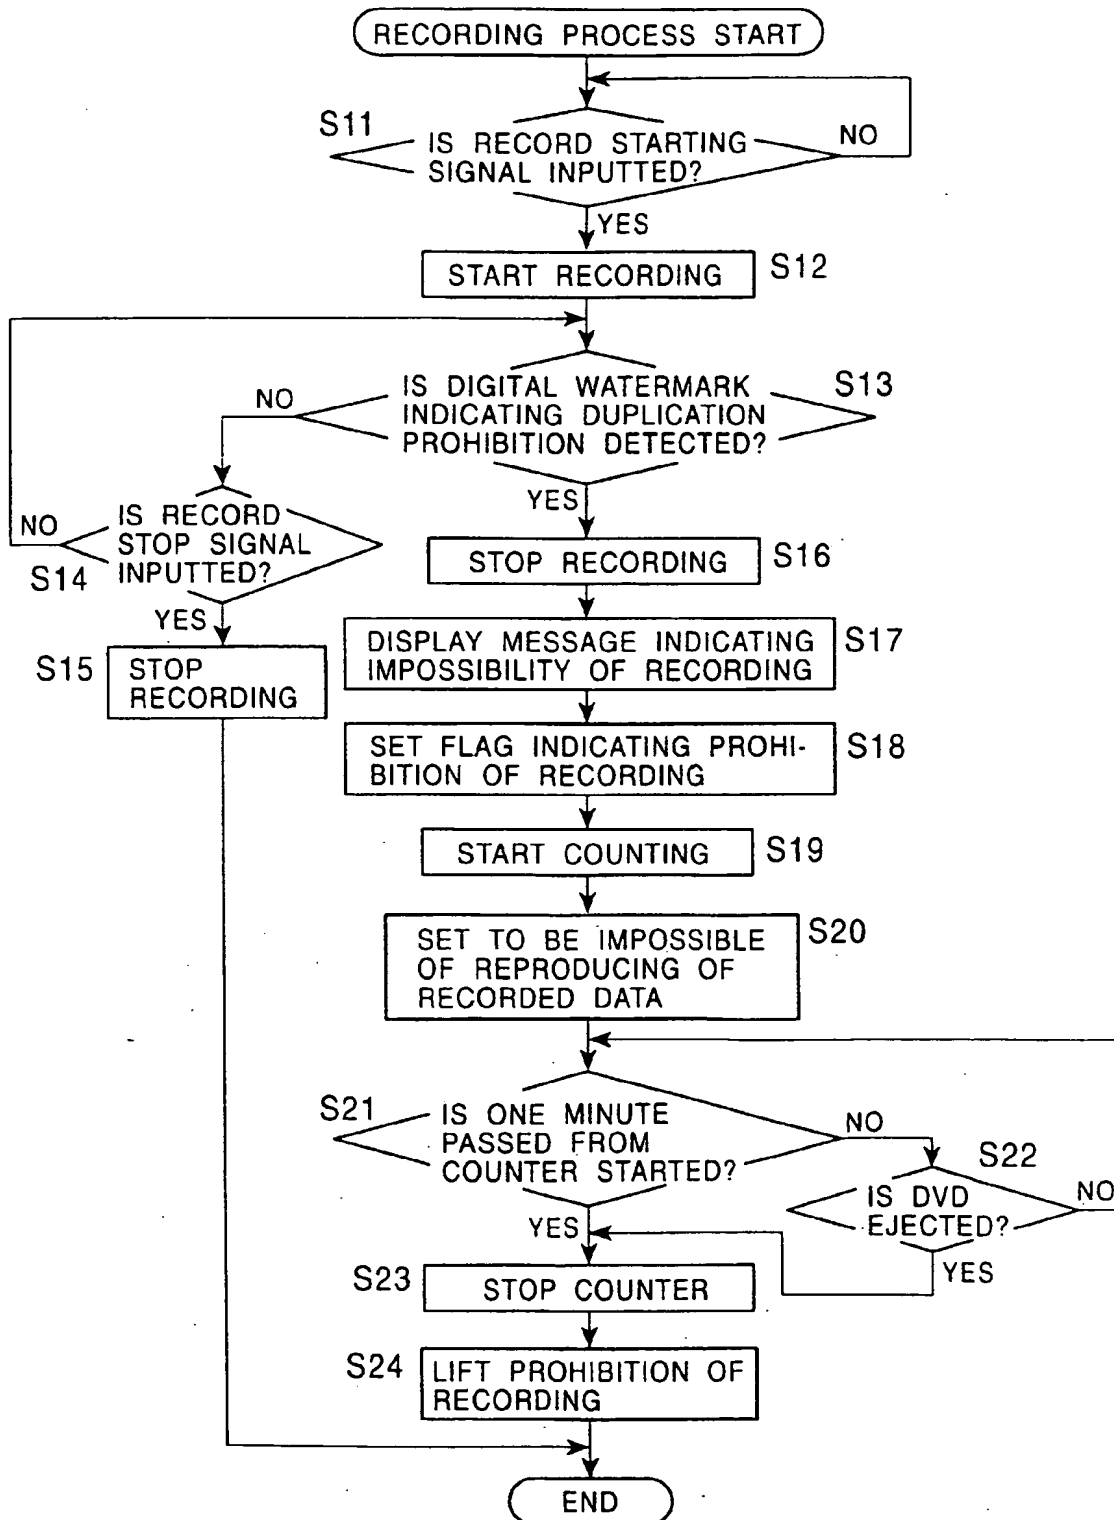 RECORDING PROCESS START
S11
IS RECORD STARTING
SIGNAL INPUTTED?
NO
YES
START RECORDING
S12
IS DIGITAL WATERMARK
INDICATING DUPLICATION
PROHIBITION DETECTED?
S13
NO
YES
IS RECORD
STOP SIGNAL
INPUTTED?
NO
S14
YES
S15
STOP
RECORDING
STOP RECORDING
S16
DISPLAY MESSAGE INDICATING
IMPOSSIBILITY OF RECORDING
S17
SET FLAG INDICATING PROHI-
BITION OF RECORDING
S18
START COUNTING
S19
SET TO BE IMPOSSIBLE
OF REPRODUCING OF
RECORDED DATA
S20
S21
IS ONE MINUTE
PASSED FROM
COUNTER STARTED?
NO
YES
S22
IS DVD
EJECTED?
NO
YES
S23
STOP COUNTER
S24
LIFT PROHIBITION OF
RECORDING
END